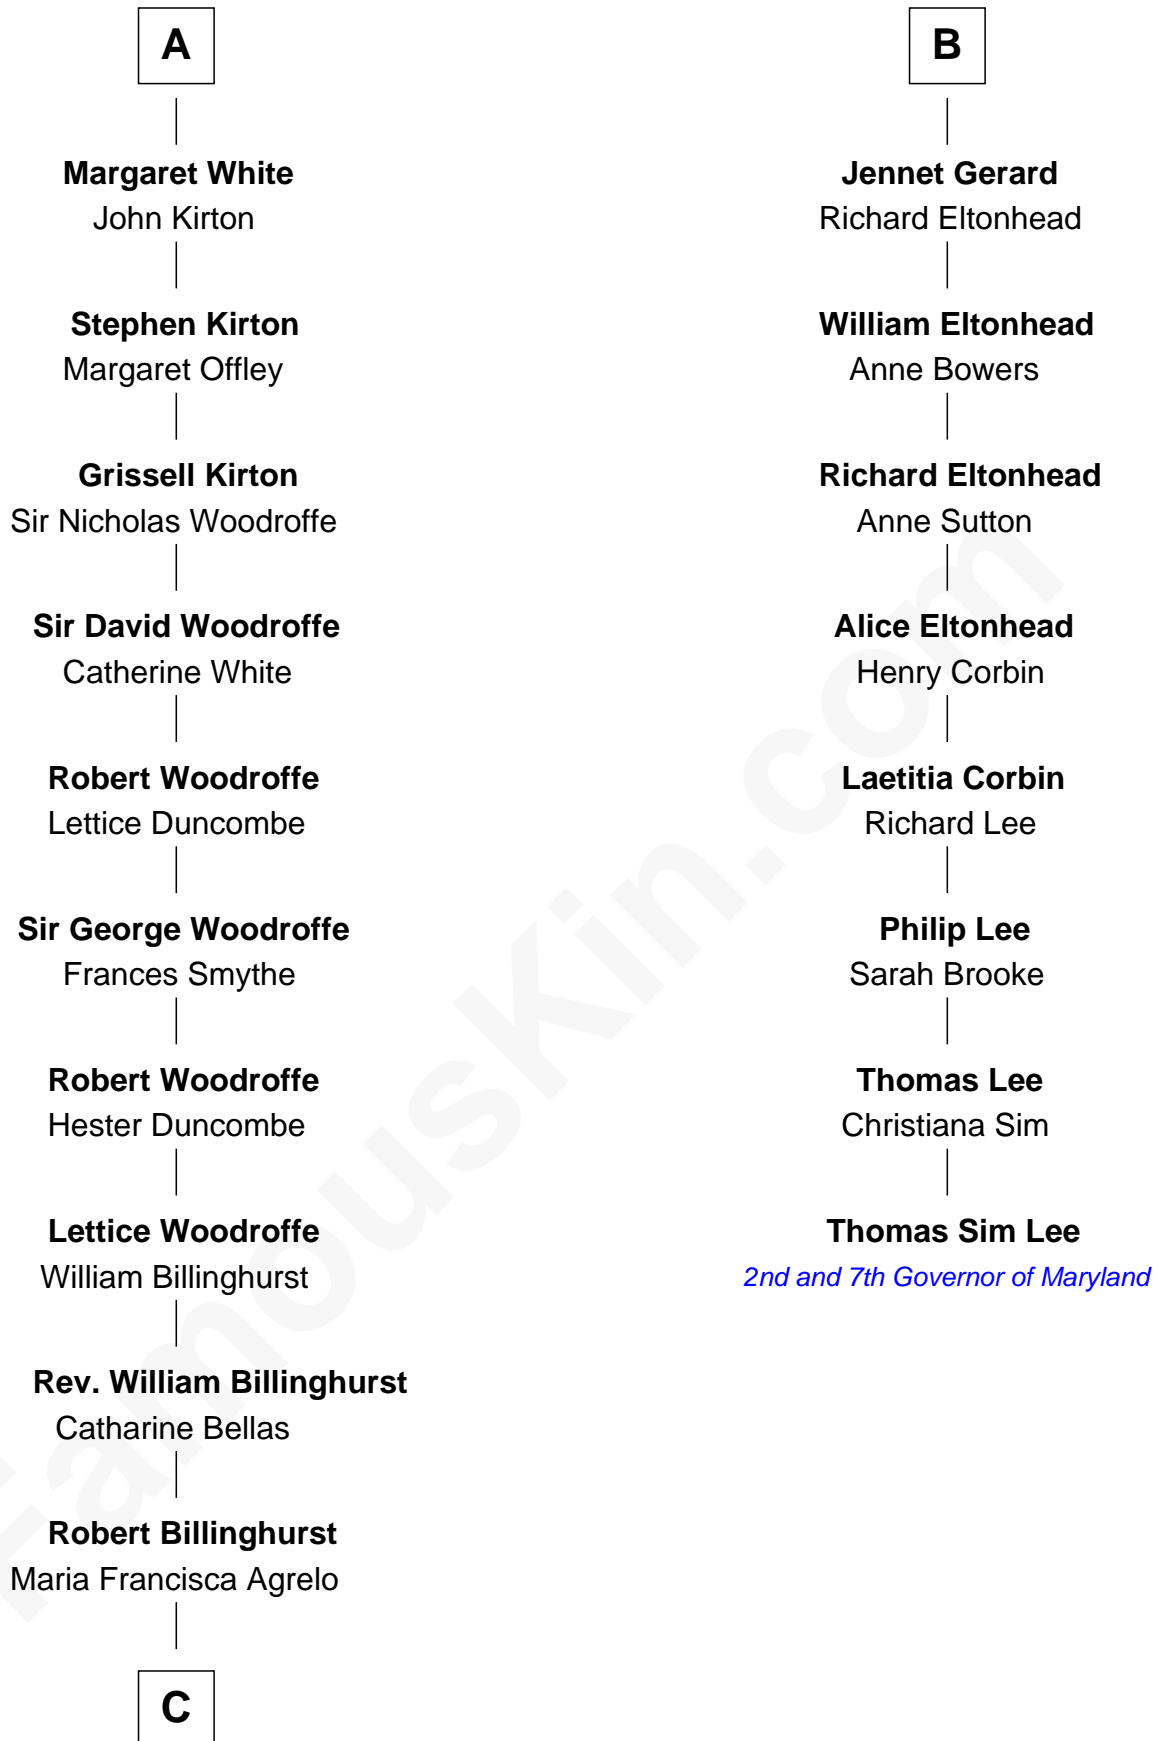 A
Margaret White
John Kirton
Stephen Kirton
Margaret Offley
Grissell Kirton
Sir Nicholas Woodroffe
Sir David Woodroffe
Catherine White
Robert Woodroffe
Lettice Duncombe
Sir George Woodroffe
Frances Smythe
Robert Woodroffe
Hester Duncombe
Lettice Woodroffe
William Billinghurst
Rev. William Billinghurst
Catharine Bellas
Robert Billinghurst
Maria Francisca Agrelo
C
B
Jennet Gerard
Richard Eltonhead
William Eltonhead
Anne Bowers
Richard Eltonhead
Anne Sutton
Alice Eltonhead
Henry Corbin
Laetitia Corbin
Richard Lee
Philip Lee
Sarah Brooke
Thomas Lee
Christiana Sim
Thomas Sim Lee
2nd and 7th Governor of Maryland
FamousKin.com